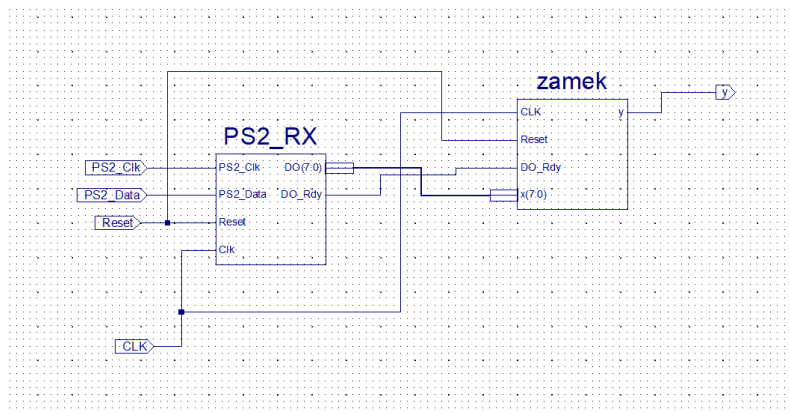 zamek
CLK
y
y
Reset
DO_Rdy
x(7:0)
PS2_RX
PS2_Clk
PS2_Clk
DO(7:0)
PS2_Data
PS2_Data
DO_Rdy
Reset
Reset
Clk
CLK